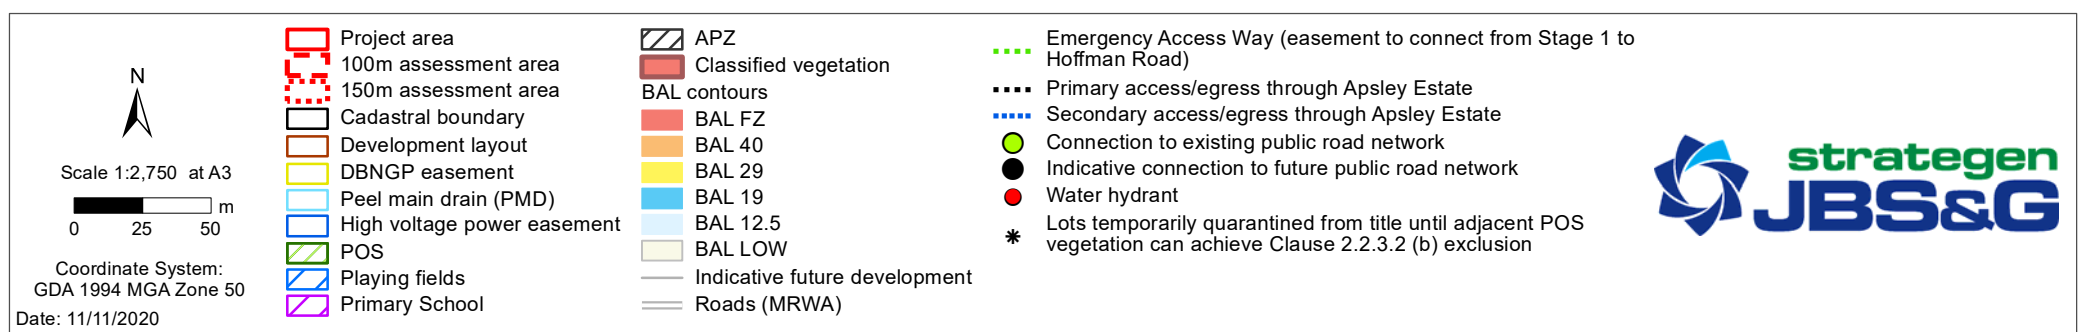 N
Scale 1:2,750 at A3
m
0 25 50
Coordinate System:
GDA 1994 MGA Zone 50
Date: 11/11/2020
Project area
100m assessment area
150m assessment area
Cadastral boundary
Development layout
DBNGP easement
Peel main drain (PMD)
High voltage power easement
POS
Playing fields
Primary School
APZ
Classified vegetation
BAL contours
BAL FZ
BAL 40
BAL 29
BAL 19
BAL 12.5
BAL LOW
Indicative future development
Roads (MRWA)
Emergency Access Way (easement to connect from Stage 1 to
Hoffman Road)
Primary access/egress through Apsley Estate
Secondary access/egress through Apsley Estate
Connection to existing public road network
Indicative connection to future public road network
Water hydrant
Lots temporarily quarantined from title until adjacent POS
vegetation can achieve Clause 2.2.3.2 (b) exclusion
strategen
JBS&G